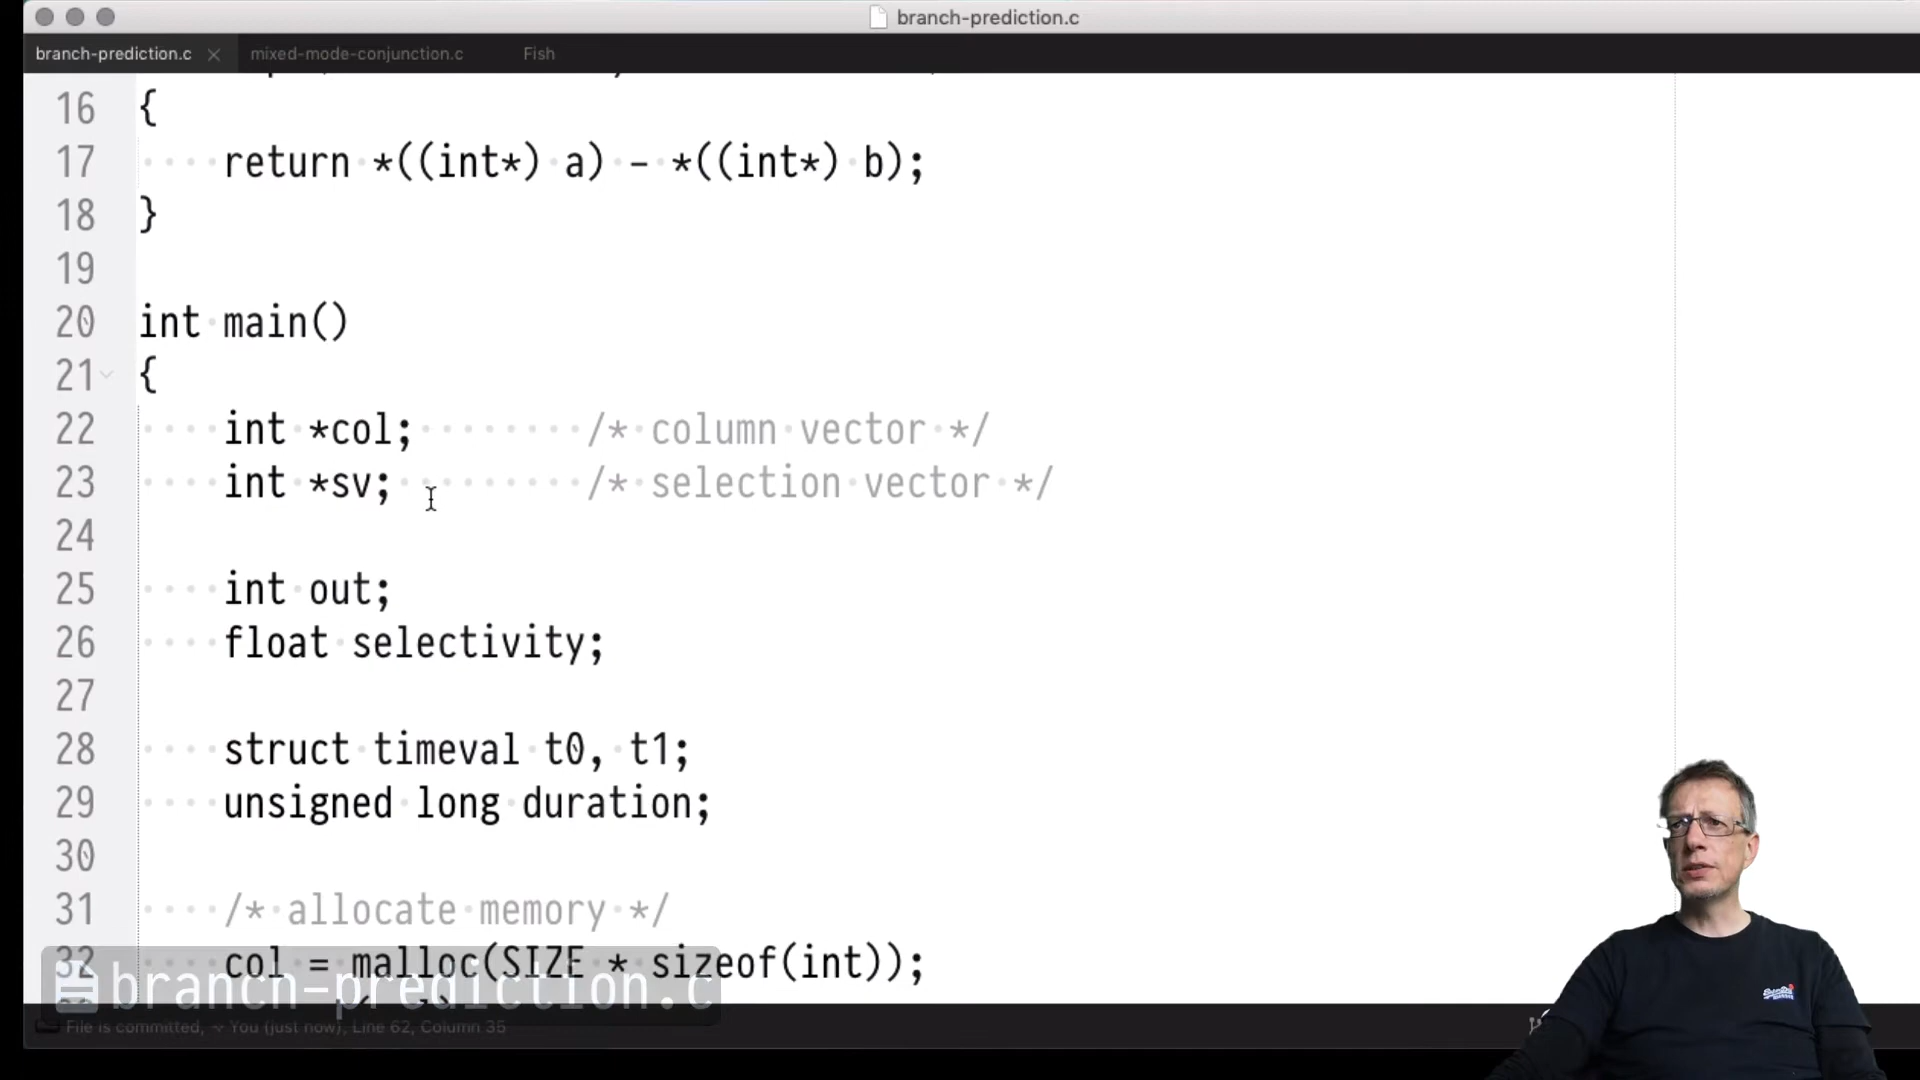 branch-prediction.c
branch-prediction.c mixed-mode-conjunction.c Fish
16 {
17 return *((int*) a) - *((int*) b);
18 }
19
20 int main()
21 {
22 int *col; /* column vector */
23 int *sv; /* selection vector */
24
25 int out;
26 float selectivity;
27
28 struct timeval t0, t1;
29 unsigned long duration;
30
31 /* allocate memory */
32 col = malloc(SIZE * sizeof(int));
branch-prediction.c
File is committed, You (just now), Line 62, Column 35